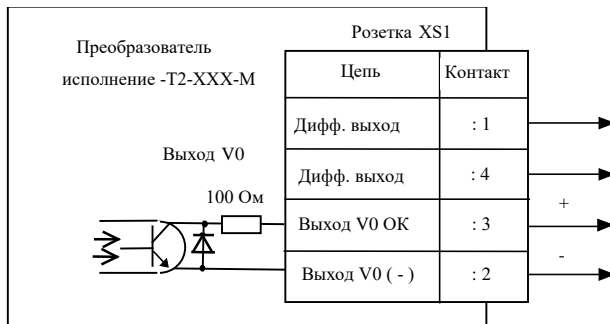 Розетка XS1
Преобразователь
исполнение -Т2-ХХХ-М
Цепь Контакт
Дифф. выход : 1
Выход V0
Дифф. выход : 4
100 Ом
+
Выход V0 ОК : 3
-
Выход V0 ( - ) : 2